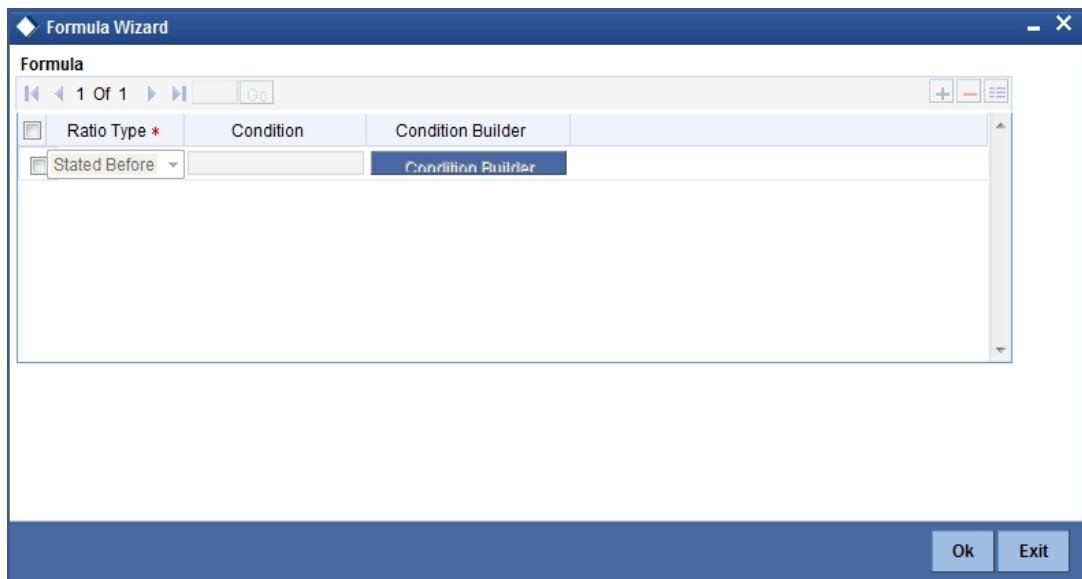 Formula Wizard
Formula
1 Of 1 Go
Ratio Type * Condition Condition Builder
Stated Before Condition Builder
Ok Exit